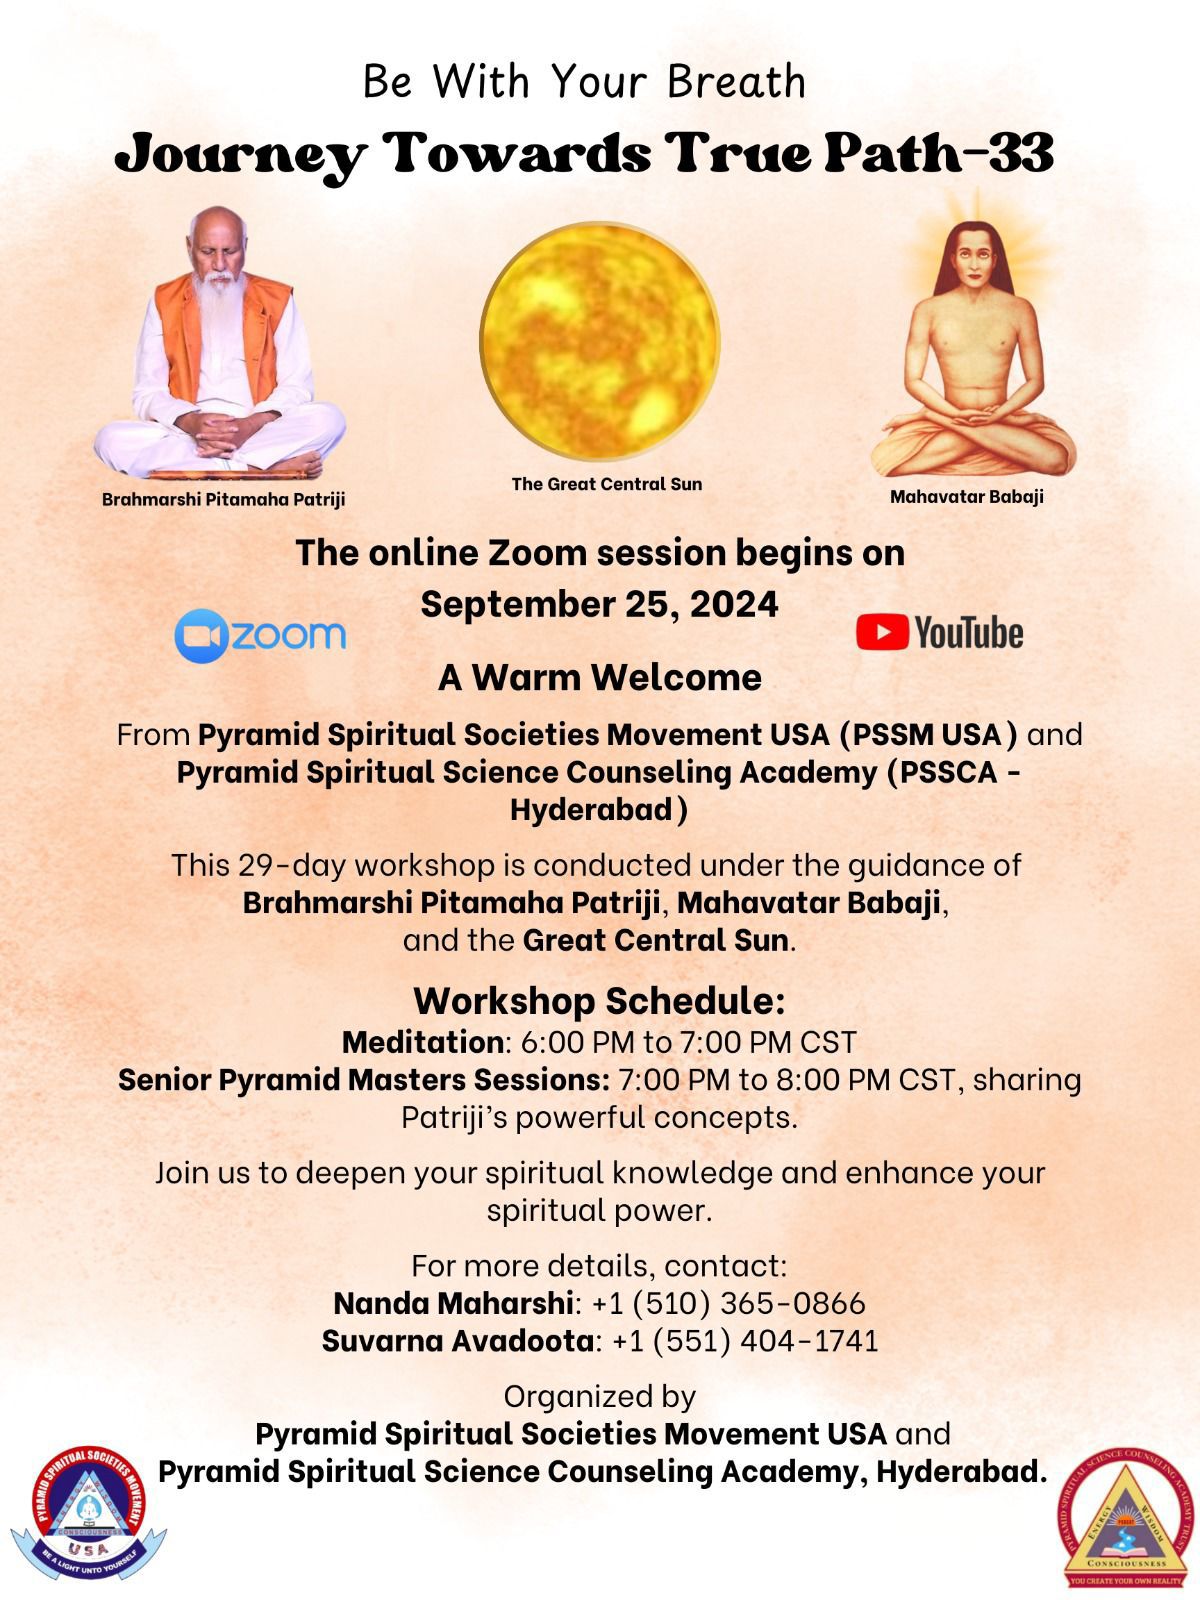 Be With Your Breath
Journey Towards True Path-33
Brahmarshi Pitamaha Patriji
The Great Central Sun
Mahavatar Babaji
The online Zoom session begins on
September 25, 2024
zoom
YouTube
A Warm Welcome
From Pyramid Spiritual Societies Movement USA (PSSM USA) and
Pyramid Spiritual Science Counseling Academy (PSSCA -
Hyderabad)
This 29-day workshop is conducted under the guidance of
Brahmarshi Pitamaha Patriji, Mahavatar Babaji,
and the Great Central Sun.
Workshop Schedule:
Meditation: 6:00 PM to 7:00 PM CST
Senior Pyramid Masters Sessions: 7:00 PM to 8:00 PM CST, sharing
Patriji's powerful concepts.
Join us to deepen your spiritual knowledge and enhance your
spiritual power.
For more details, contact:
Nanda Maharshi: +1 (510) 365-0866
Suvarna Avadoota: +1 (551) 404-1741
Organized by
Pyramid Spiritual Societies Movement USA and
Pyramid Spiritual Science Counseling Academy, Hyderabad.
PYRAMID SPIRITUAL SOCIETIES MOVEMENT
CONSCIOUSNESS
USA
BE A LIGHT UNTO YOURSELF
PYRAMID SPIRITUAL SCIENCE COUNSELING ACADEMY TRUST
ENERGY
WISDOM
CONSCIOUSNESS
YOU CREATE YOUR OWN REALITY